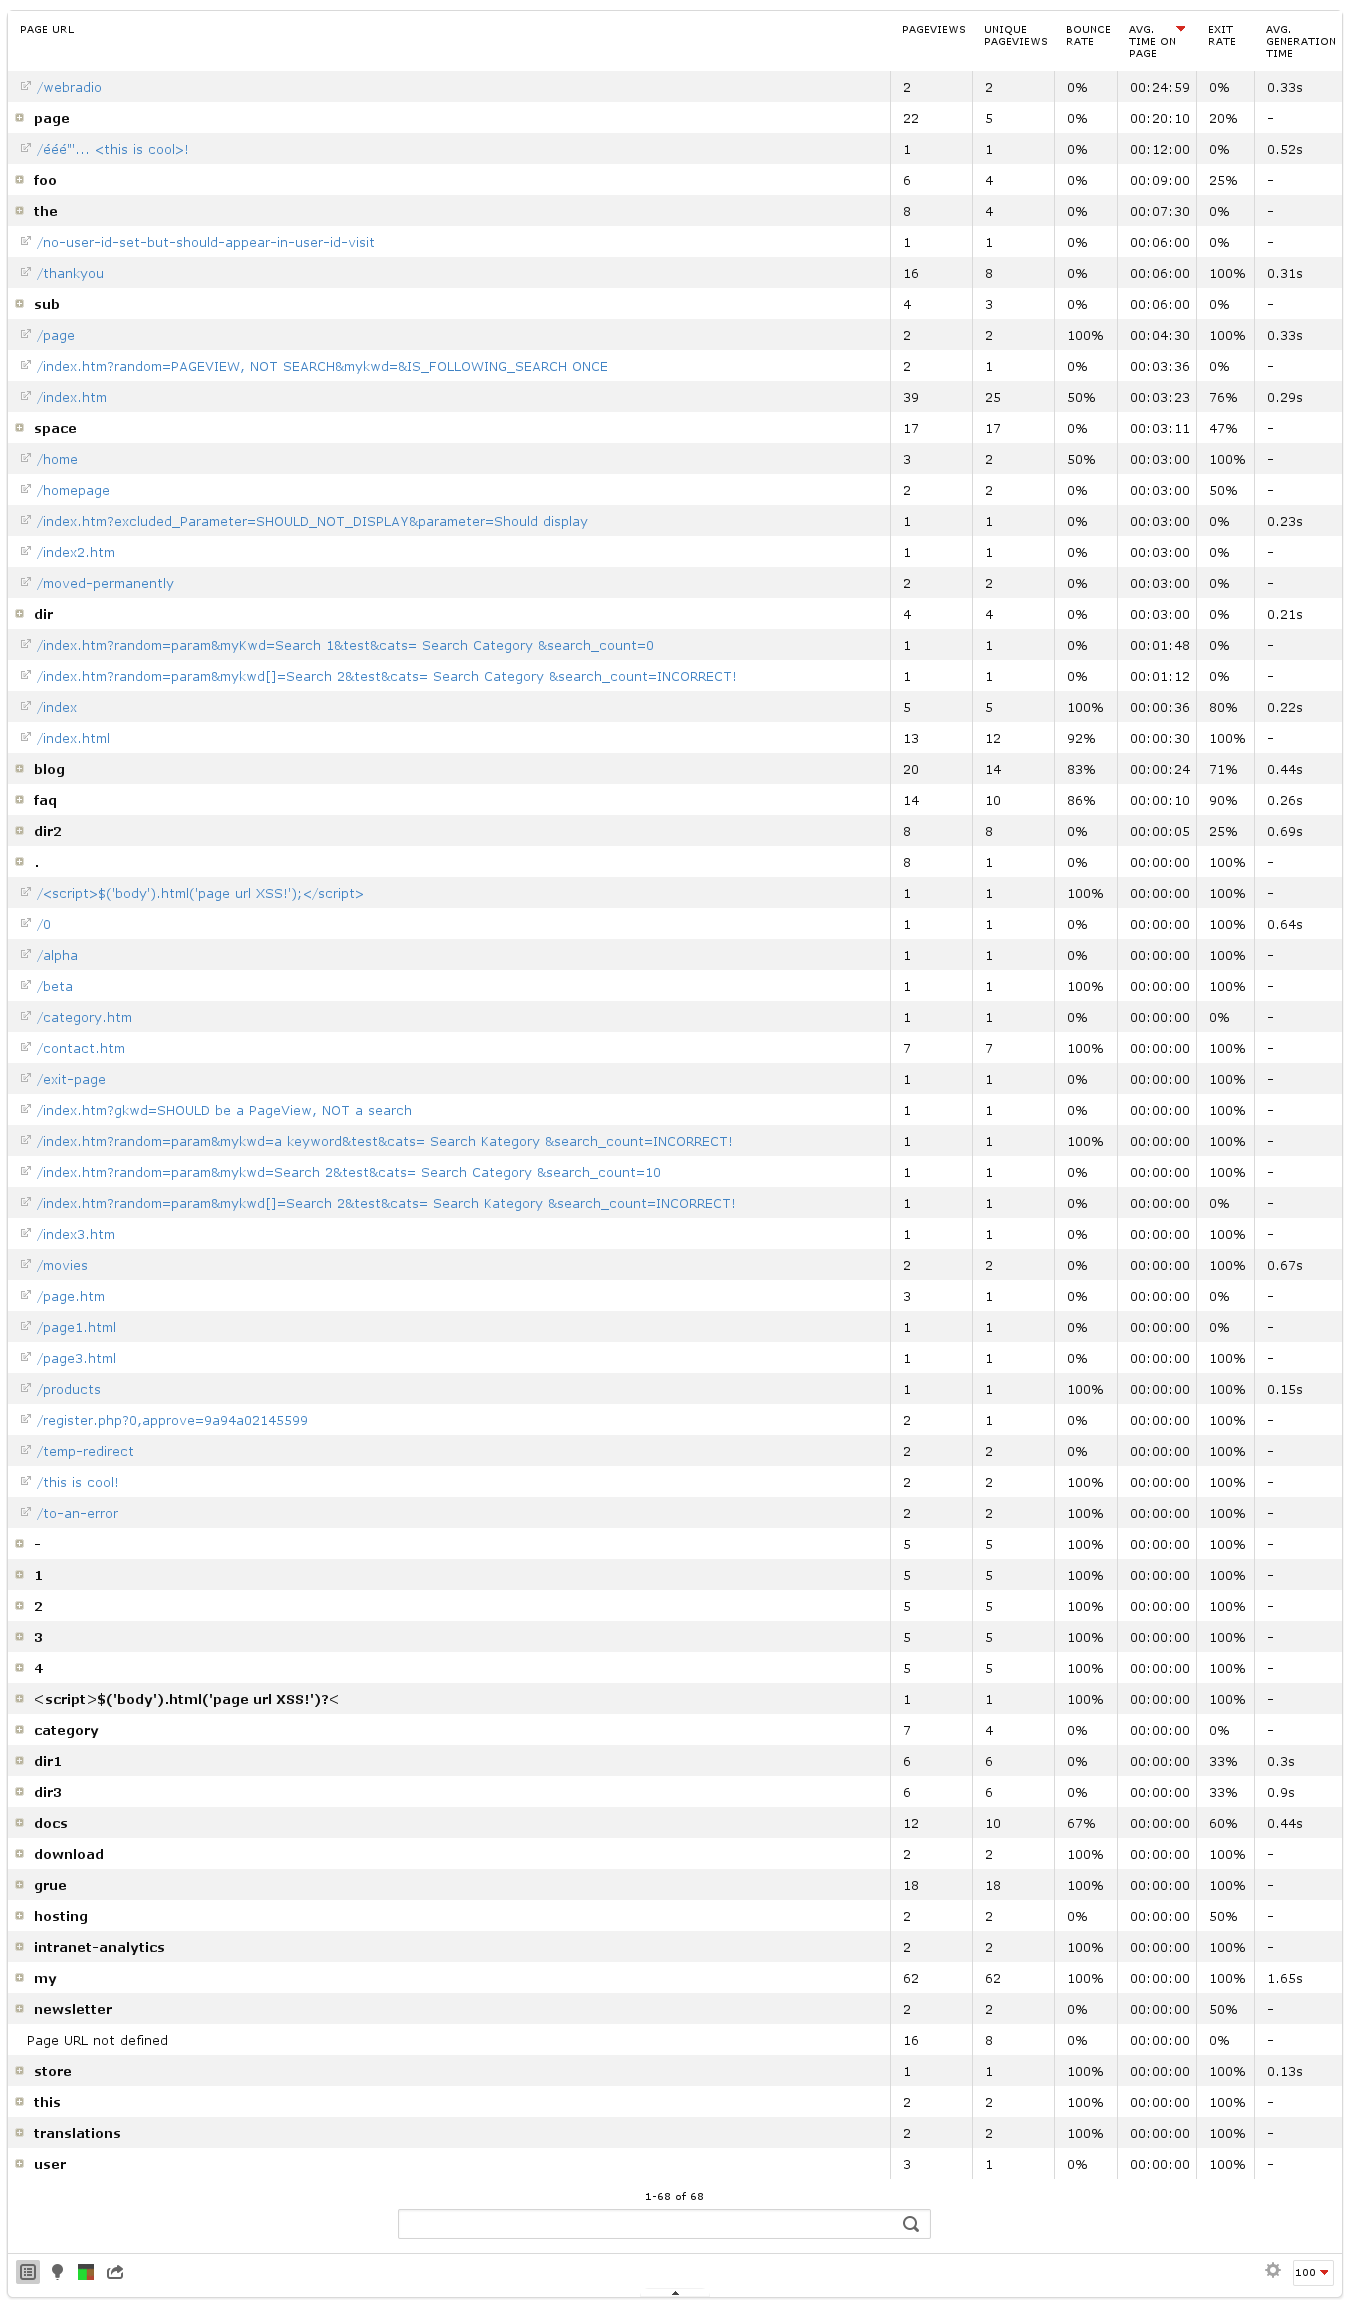 PAGE URL PAGEVIEWS UNIQUE PAGEVIEWS BOUNCE RATE AVG. TIME ON PAGE EXIT RATE AVG. GENERATION TIME
/webradio 2 2 0% 00:24:59 0% 0.33s
page 22 5 0% 00:20:10 20% -
/ééé"'... <this is cool>! 1 1 0% 00:12:00 0% 0.52s
foo 6 4 0% 00:09:00 25% -
the 8 4 0% 00:07:30 0% -
/no-user-id-set-but-should-appear-in-user-id-visit 1 1 0% 00:06:00 0% -
/thankyou 16 8 0% 00:06:00 100% 0.31s
sub 4 3 0% 00:06:00 0% -
/page 2 2 100% 00:04:30 100% 0.33s
/index.htm?random=PAGEVIEW, NOT SEARCH&mykwd=&IS_FOLLOWING_SEARCH ONCE 2 1 0% 00:03:36 0% -
/index.htm 39 25 50% 00:03:23 76% 0.29s
space 17 17 0% 00:03:11 47% -
/home 3 2 50% 00:03:00 100% -
/homepage 2 2 0% 00:03:00 50% -
/index.htm?excluded_Parameter=SHOULD_NOT_DISPLAY&parameter=Should display 1 1 0% 00:03:00 0% 0.23s
/index2.htm 1 1 0% 00:03:00 0% -
/moved-permanently 2 2 0% 00:03:00 0% -
dir 4 4 0% 00:03:00 0% 0.21s
/index.htm?random=param&myKwd=Search 1&test&cats= Search Category &search_count=0 1 1 0% 00:01:48 0% -
/index.htm?random=param&mykwd[]=Search 2&test&cats= Search Category &search_count=INCORRECT! 1 1 0% 00:01:12 0% -
/index 5 5 100% 00:00:36 80% 0.22s
/index.html 13 12 92% 00:00:30 100% -
blog 20 14 83% 00:00:24 71% 0.44s
faq 14 10 86% 00:00:10 90% 0.26s
dir2 8 8 0% 00:00:05 25% 0.69s
. 8 1 0% 00:00:00 100% -
/<script>$('body').html('page url XSS!');</script> 1 1 100% 00:00:00 100% -
/0 1 1 0% 00:00:00 100% 0.64s
/alpha 1 1 0% 00:00:00 100% -
/beta 1 1 100% 00:00:00 100% -
/category.htm 1 1 0% 00:00:00 0% -
/contact.htm 7 7 100% 00:00:00 100% -
/exit-page 1 1 0% 00:00:00 100% -
/index.htm?gkwd=SHOULD be a PageView, NOT a search 1 1 0% 00:00:00 100% -
/index.htm?random=param&mykwd=a keyword&test&cats= Search Kategory &search_count=INCORRECT! 1 1 100% 00:00:00 100% -
/index.htm?random=param&mykwd=Search 2&test&cats= Search Category &search_count=10 1 1 0% 00:00:00 100% -
/index.htm?random=param&mykwd[]=Search 2&test&cats= Search Kategory &search_count=INCORRECT! 1 1 0% 00:00:00 0% -
/index3.htm 1 1 0% 00:00:00 100% -
/movies 2 2 0% 00:00:00 100% 0.67s
/page.htm 3 1 0% 00:00:00 0% -
/page1.html 1 1 0% 00:00:00 0% -
/page3.html 1 1 0% 00:00:00 100% -
/products 1 1 100% 00:00:00 100% 0.15s
/register.php?0,approve=9a94a02145599 2 1 0% 00:00:00 100% -
/temp-redirect 2 2 0% 00:00:00 100% -
/this is cool! 2 2 100% 00:00:00 100% -
/to-an-error 2 2 100% 00:00:00 100% -
- 5 5 100% 00:00:00 100% -
1 5 5 100% 00:00:00 100% -
2 5 5 100% 00:00:00 100% -
3 5 5 100% 00:00:00 100% -
4 5 5 100% 00:00:00 100% -
<script>$('body').html('page url XSS!')?< 1 1 100% 00:00:00 100% -
category 7 4 0% 00:00:00 0% -
dir1 6 6 0% 00:00:00 33% 0.3s
dir3 6 6 0% 00:00:00 33% 0.9s
docs 12 10 67% 00:00:00 60% 0.44s
download 2 2 100% 00:00:00 100% -
grue 18 18 100% 00:00:00 100% -
hosting 2 2 0% 00:00:00 50% -
intranet-analytics 2 2 100% 00:00:00 100% -
my 62 62 100% 00:00:00 100% 1.65s
newsletter 2 2 0% 00:00:00 50% -
Page URL not defined 16 8 0% 00:00:00 0% -
store 1 1 100% 00:00:00 100% 0.13s
this 2 2 100% 00:00:00 100% -
translations 2 2 100% 00:00:00 100% -
user 3 1 0% 00:00:00 100% -
1-68 of 68
100